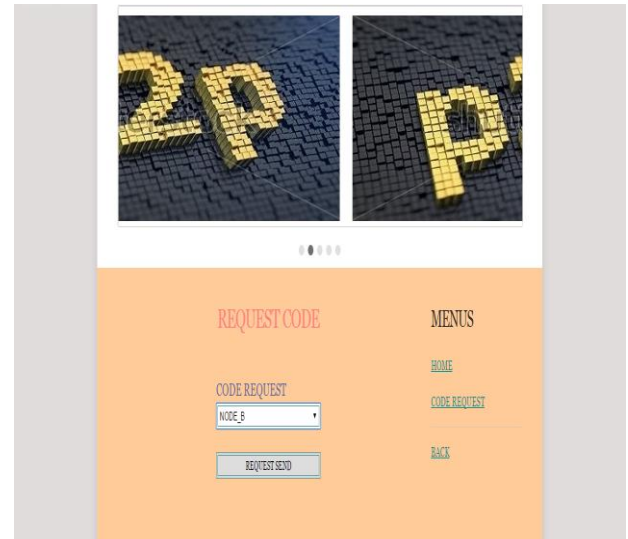 2p
REQUEST CODE
CODE REQUEST
NODE_B
REQUEST SEND
MENUS
HOME
CODE REQUEST
BACK